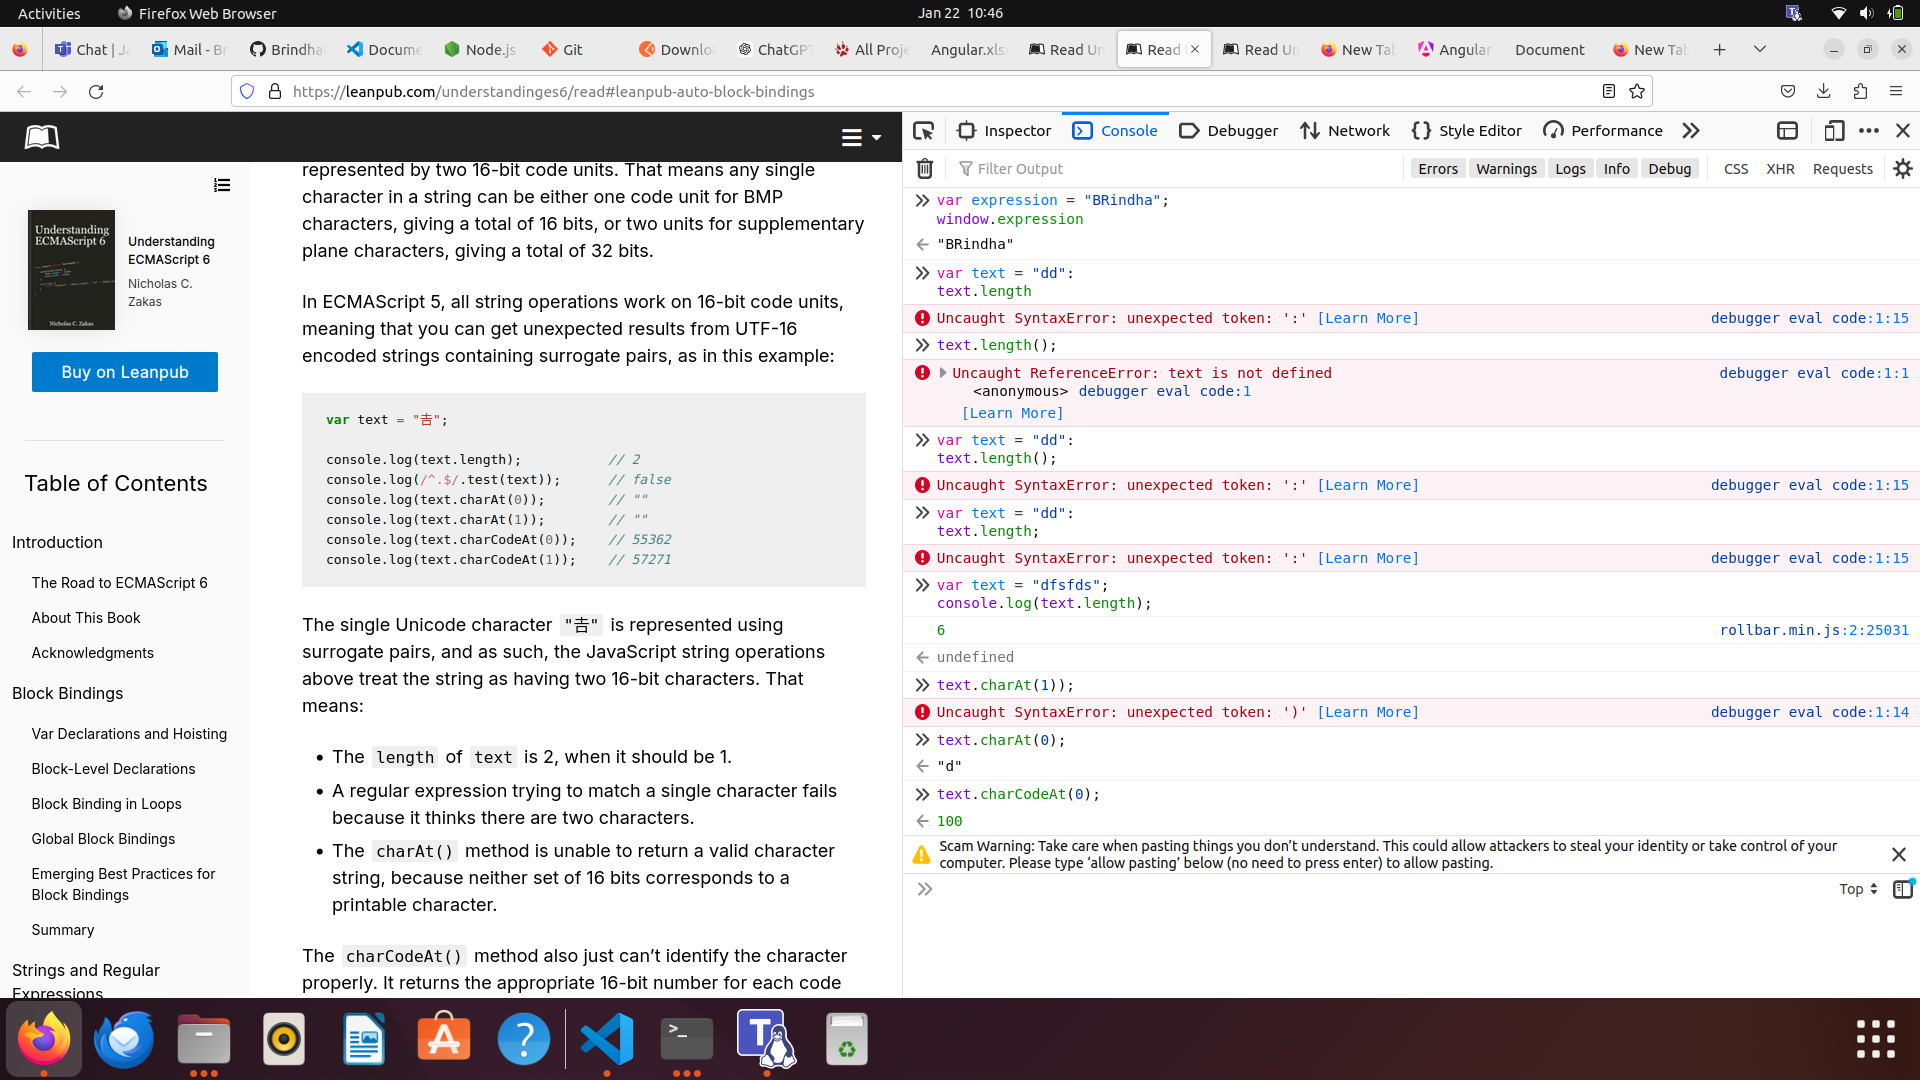 Activities
Firefox Web Browser
Jan 22 10:46
Chat | Ja
Mail - Br
Brindha
Docume
Node.js
Git
Downlo
ChatGPT
All Proje
Angular.xlsx
Read Un
Read U
Read Un
New Tab
Angular
Document
New Tab
https://leanpub.com/understandinges6/read#leanpub-auto-block-bindings
Understanding
ECMAScript 6
Nicholas C. Zakas
Understanding
ECMAScript 6
Nicholas C.
Zakas
Buy on Leanpub
Table of Contents
Introduction
The Road to ECMAScript 6
About This Book
Acknowledgments
Block Bindings
Var Declarations and Hoisting
Block-Level Declarations
Block Binding in Loops
Global Block Bindings
Emerging Best Practices for
Block Bindings
Summary
Strings and Regular
Expressions
represented by two 16-bit code units. That means any single
character in a string can be either one code unit for BMP
characters, giving a total of 16 bits, or two units for supplementary
plane characters, giving a total of 32 bits.
In ECMAScript 5, all string operations work on 16-bit code units,
meaning that you can get unexpected results from UTF-16
encoded strings containing surrogate pairs, as in this example:
var text = "𠮷";
console.log(text.length);           // 2
console.log(/^.$/.test(text));      // false
console.log(text.charAt(0));        // ""
console.log(text.charAt(1));        // ""
console.log(text.charCodeAt(0));    // 55362
console.log(text.charCodeAt(1));    // 57271
The single Unicode character "𠮷" is represented using
surrogate pairs, and as such, the JavaScript string operations
above treat the string as having two 16-bit characters. That
means:
• The length of text is 2, when it should be 1.
• A regular expression trying to match a single character fails
because it thinks there are two characters.
• The charAt() method is unable to return a valid character
string, because neither set of 16 bits corresponds to a
printable character.
The charCodeAt() method also just can’t identify the character
properly. It returns the appropriate 16-bit number for each code
Inspector
Console
Debugger
Network
Style Editor
Performance
Filter Output
Errors
Warnings
Logs
Info
Debug
CSS
XHR
Requests
var expression = "BRindha";
window.expression
"BRindha"
var text = "dd":
text.length
Uncaught SyntaxError: unexpected token: ':' [Learn More] debugger eval code:1:15
text.length();
Uncaught ReferenceError: text is not defined debugger eval code:1:1
<anonymous> debugger eval code:1
[Learn More]
var text = "dd":
text.length();
Uncaught SyntaxError: unexpected token: ':' [Learn More] debugger eval code:1:15
var text = "dd":
text.length;
Uncaught SyntaxError: unexpected token: ':' [Learn More] debugger eval code:1:15
var text = "dfsfds";
console.log(text.length);
6 rollbar.min.js:2:25031
undefined
text.charAt(1));
Uncaught SyntaxError: unexpected token: ')' [Learn More] debugger eval code:1:14
text.charAt(0);
"d"
text.charCodeAt(0);
100
Scam Warning: Take care when pasting things you don’t understand. This could allow attackers to steal your identity or take control of your
computer. Please type ‘allow pasting’ below (no need to press enter) to allow pasting.
Top